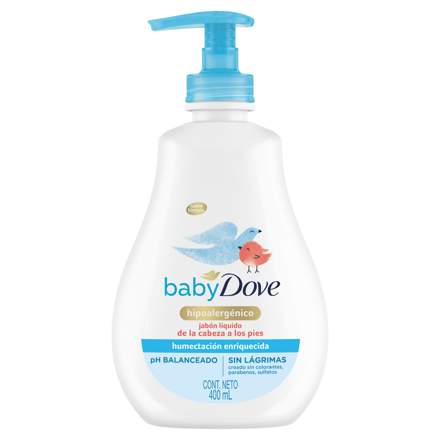 baby Dove
hipoalergénico
jabón líquido
de la cabeza a los pies
humectación enriquecida
pH BALANCEADO
SIN LÁGRIMAS
creado sin colorantes,
parabenos, sulfatos
CONT. NETO
400 mL